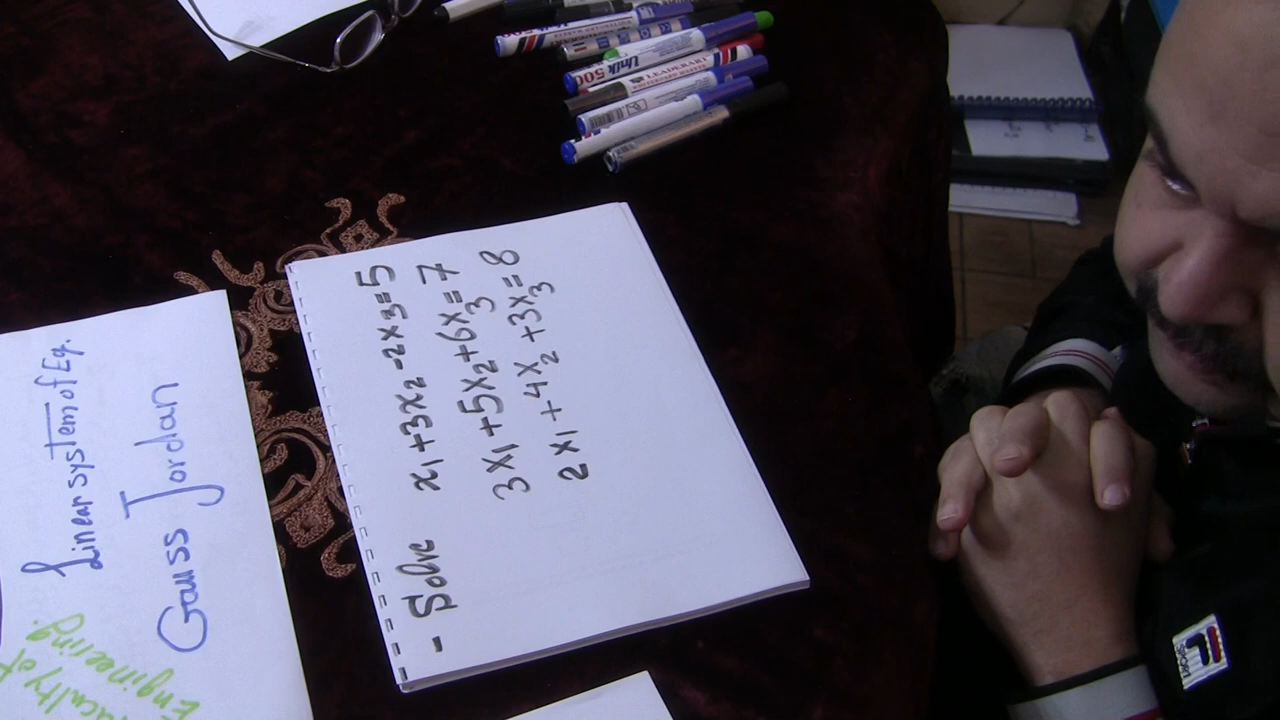 Linear system of Eq.
Gauss Jordan
Faculty of
Engineering.
- Solve x₁+3x₂-2x₃=5
3x₁+5x₂+6x₃=7
2x₁+4x₂+3x₃=8
Unik 500
LEADERART
FILA